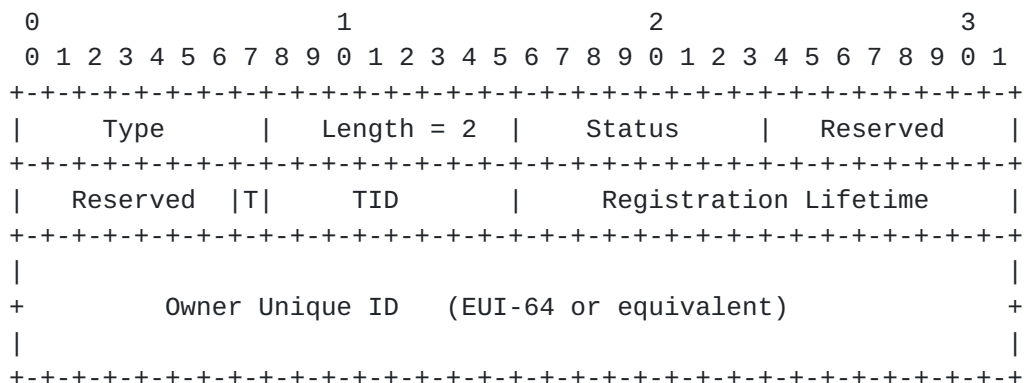 0                   1                   2                   3
 0 1 2 3 4 5 6 7 8 9 0 1 2 3 4 5 6 7 8 9 0 1 2 3 4 5 6 7 8 9 0 1
+-+-+-+-+-+-+-+-+-+-+-+-+-+-+-+-+-+-+-+-+-+-+-+-+-+-+-+-+-+-+-+-+
|     Type      |   Length = 2  |    Status     |   Reserved    |
+-+-+-+-+-+-+-+-+-+-+-+-+-+-+-+-+-+-+-+-+-+-+-+-+-+-+-+-+-+-+-+-+
|   Reserved  |T|     TID       |     Registration Lifetime     |
+-+-+-+-+-+-+-+-+-+-+-+-+-+-+-+-+-+-+-+-+-+-+-+-+-+-+-+-+-+-+-+-+
|                                                               |
+         Owner Unique ID   (EUI-64 or equivalent)              +
|                                                               |
+-+-+-+-+-+-+-+-+-+-+-+-+-+-+-+-+-+-+-+-+-+-+-+-+-+-+-+-+-+-+-+-+